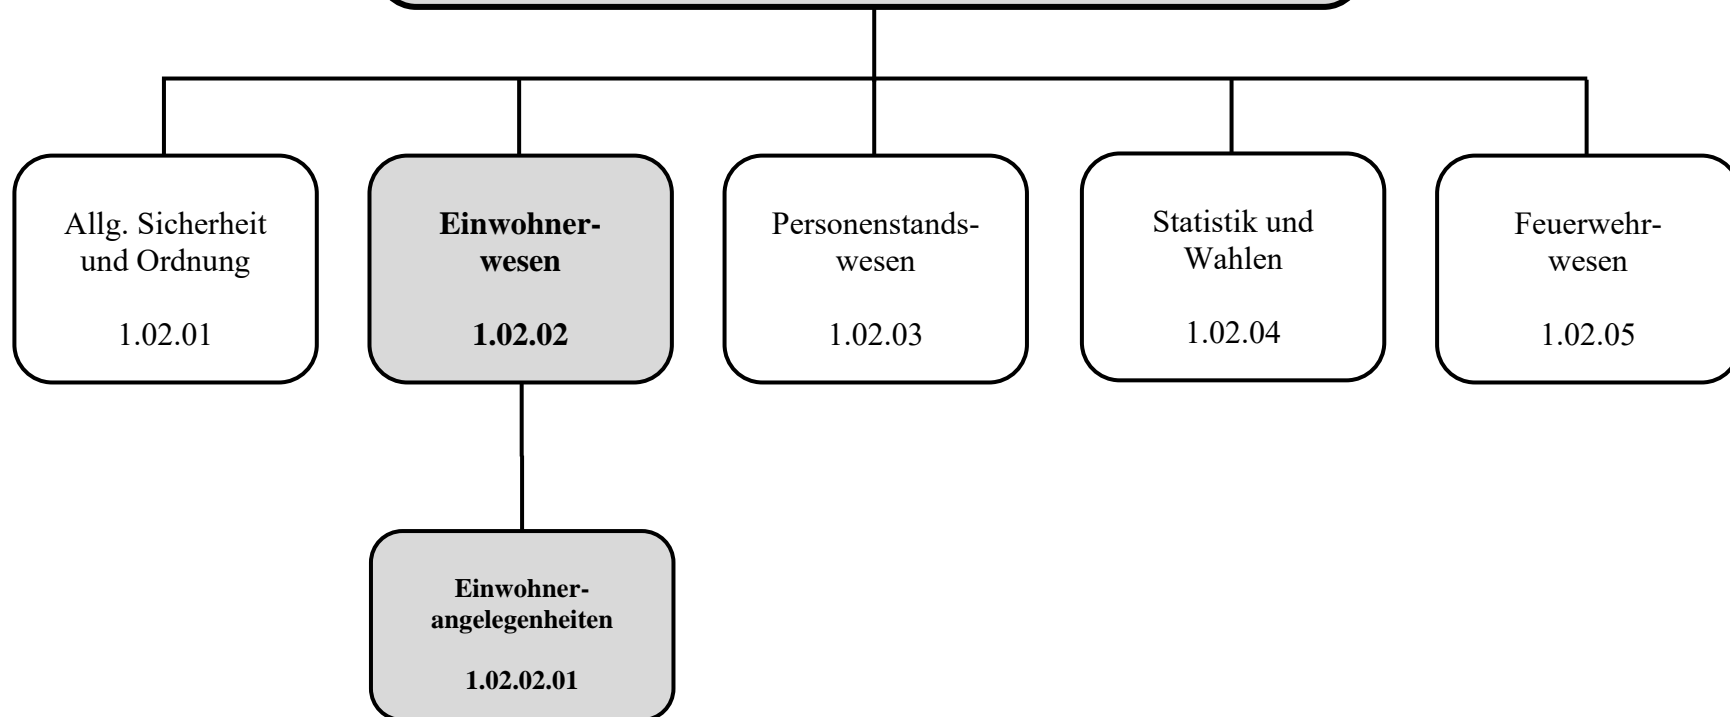 Allg. Sicherheit
und Ordnung
1.02.01
Einwohner-
wesen
1.02.02
Personenstands-
wesen
1.02.03
Statistik und
Wahlen
1.02.04
Feuerwehr-
wesen
1.02.05
Einwohner-
angelegenheiten
1.02.02.01